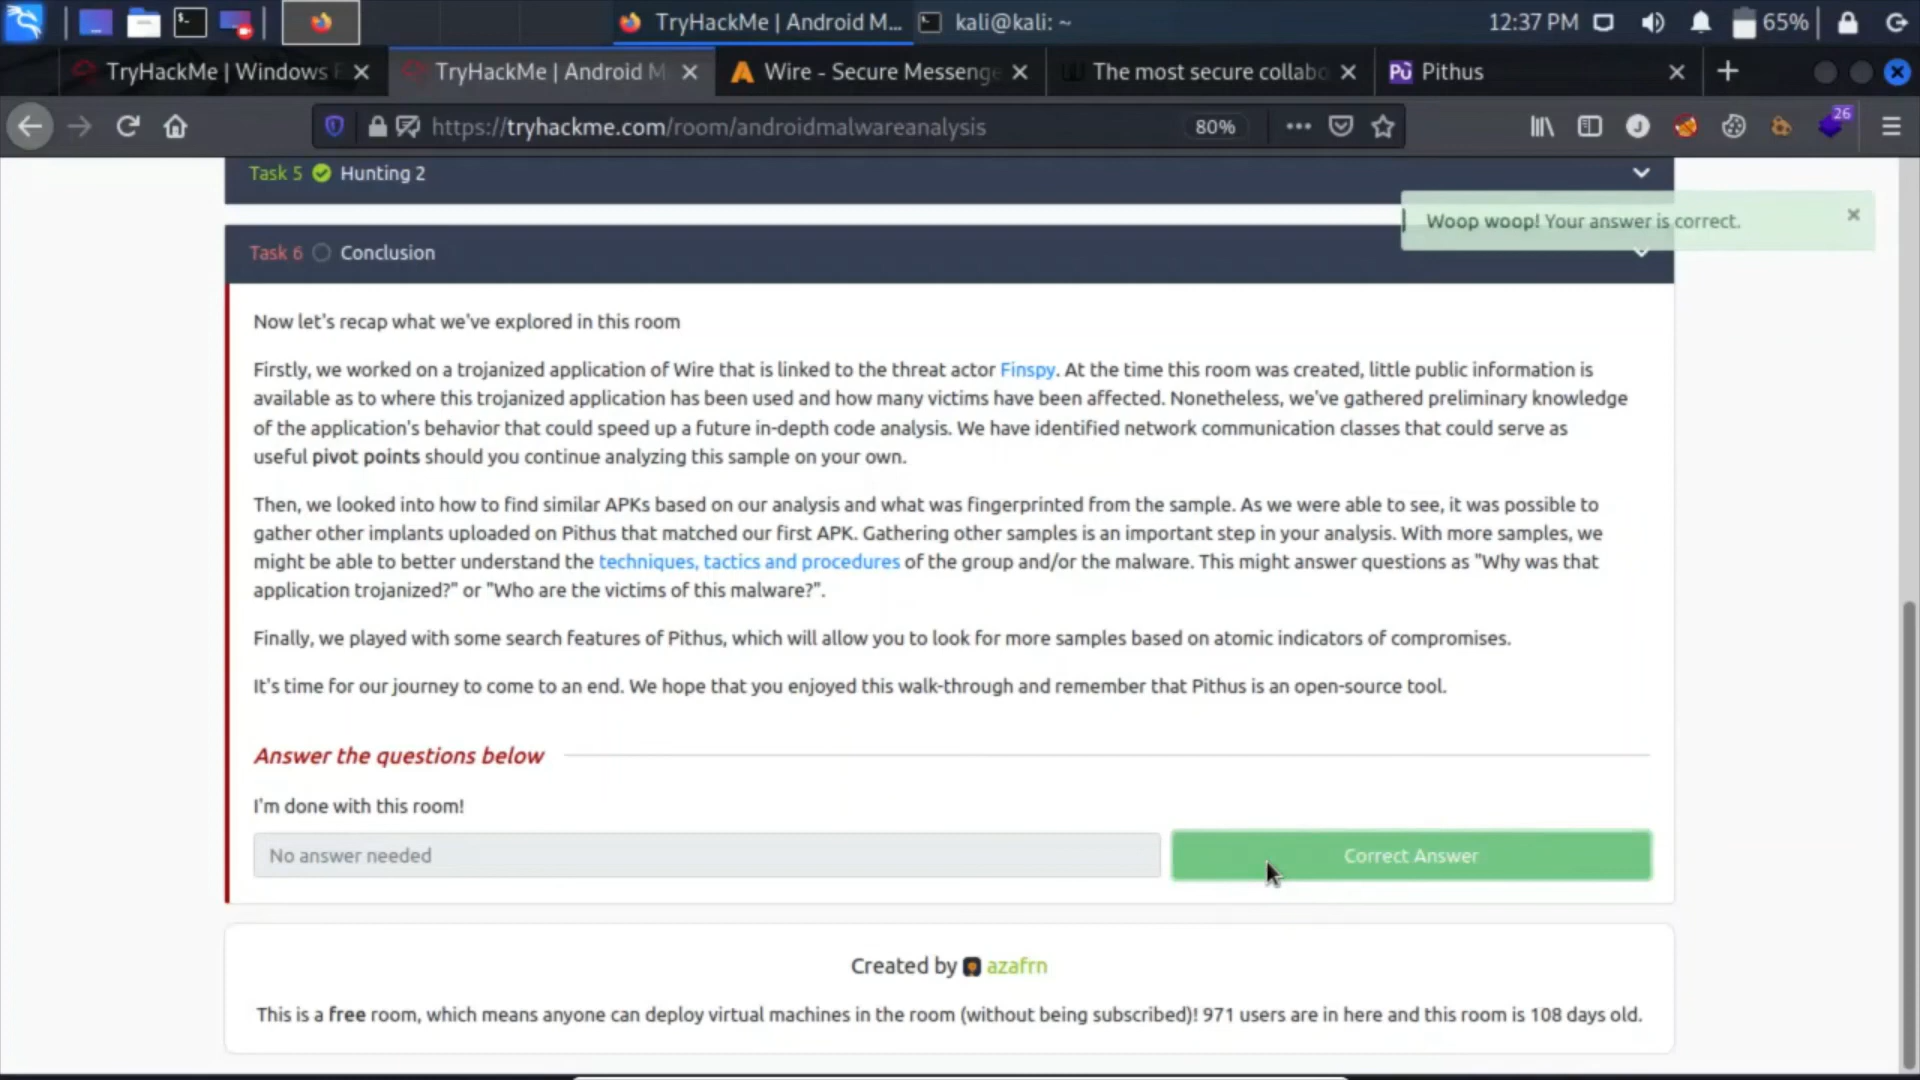 TryHackMe | Android M...
kali@kali: ~
12:37 PM
65%
TryHackMe | Windows F
TryHackMe | Android M
Wire - Secure Messenge
The most secure collabo
Pithus
https://tryhackme.com/room/androidmalwareanalysis
80%
26
Task 5 Hunting 2
Woop woop! Your answer is correct.
Task 6 Conclusion
Now let's recap what we've explored in this room
Firstly, we worked on a trojanized application of Wire that is linked to the threat actor Finspy. At the time this room was created, little public information is
available as to where this trojanized application has been used and how many victims have been affected. Nonetheless, we've gathered preliminary knowledge
of the application's behavior that could speed up a future in-depth code analysis. We have identified network communication classes that could serve as
useful pivot points should you continue analyzing this sample on your own.
Then, we looked into how to find similar APKs based on our analysis and what was fingerprinted from the sample. As we were able to see, it was possible to
gather other implants uploaded on Pithus that matched our first APK. Gathering other samples is an important step in your analysis. With more samples, we
might be able to better understand the techniques, tactics and procedures of the group and/or the malware. This might answer questions as "Why was that
application trojanized?" or "Who are the victims of this malware?".
Finally, we played with some search features of Pithus, which will allow you to look for more samples based on atomic indicators of compromises.
It's time for our journey to come to an end. We hope that you enjoyed this walk-through and remember that Pithus is an open-source tool.
Answer the questions below
I'm done with this room!
No answer needed
Correct Answer
Created by azafrn
This is a free room, which means anyone can deploy virtual machines in the room (without being subscribed)! 971 users are in here and this room is 108 days old.